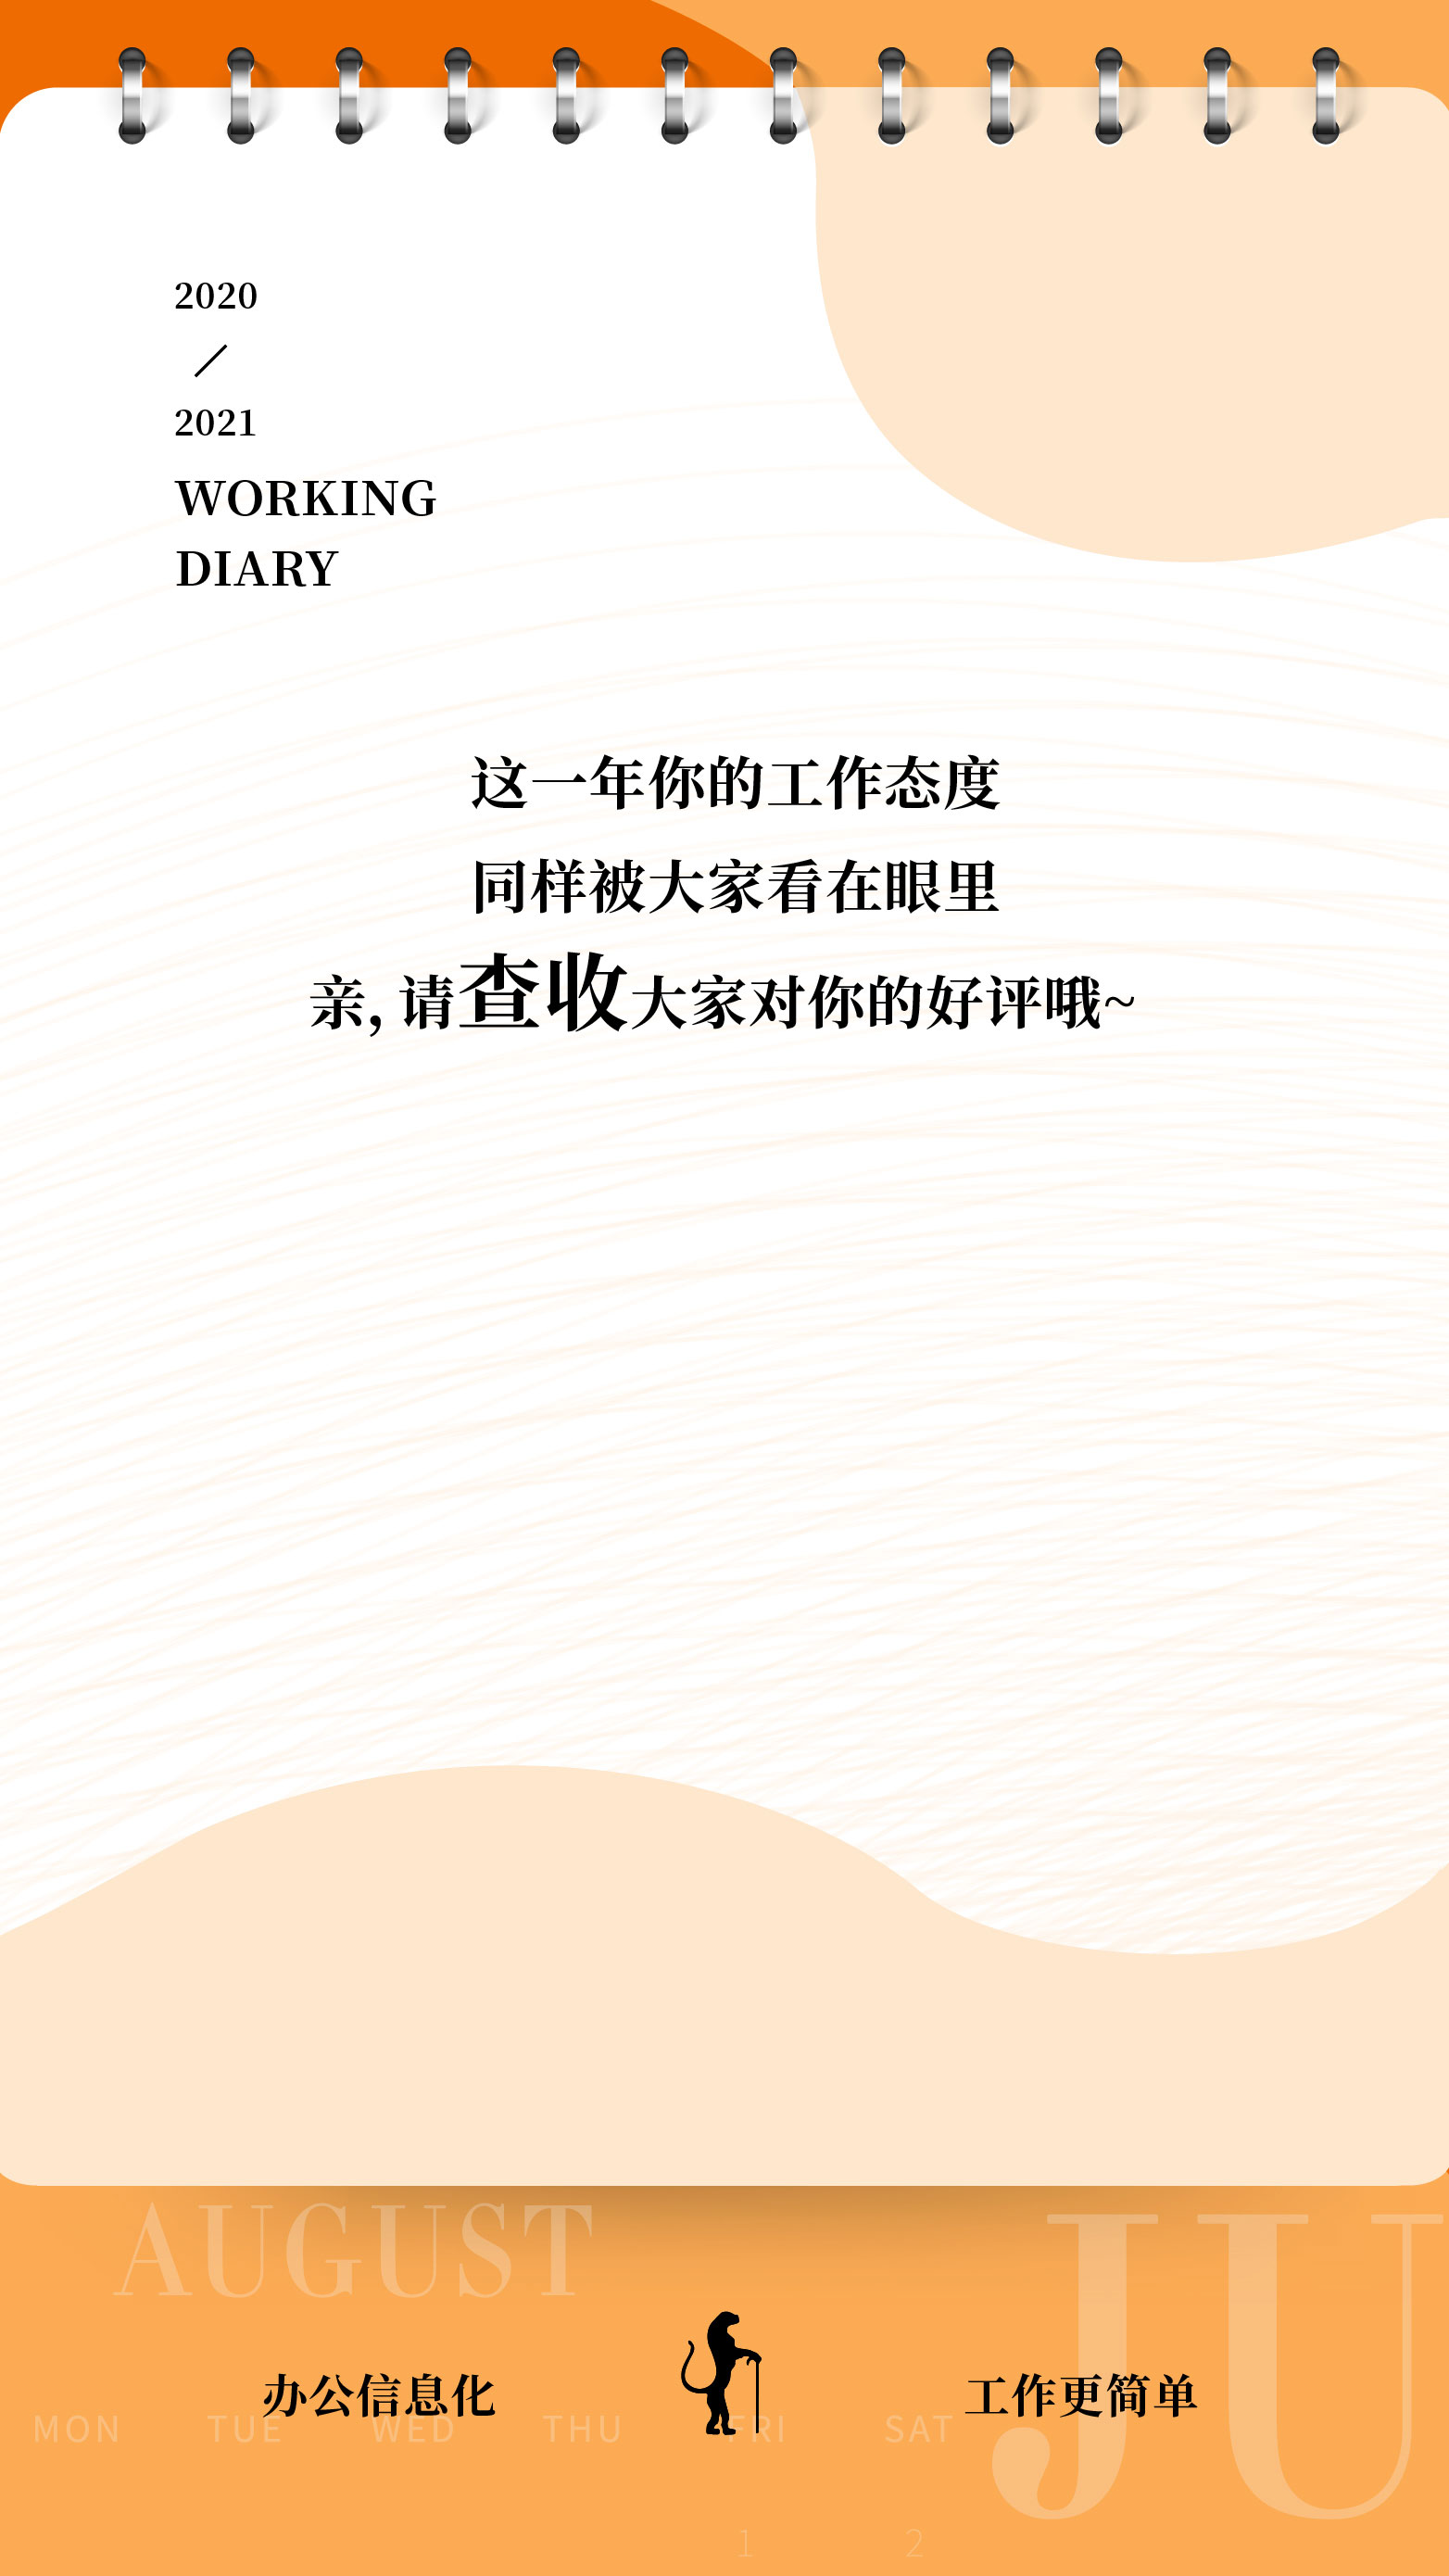 2020
/
2021
WORKING
DIARY
这一年你的工作态度
同样被大家看在眼里
亲, 请查收大家对你的好评哦~
AUGUST
JU
办公信息化
工作更简单
MON TUE WED THU FRI SAT
1 2